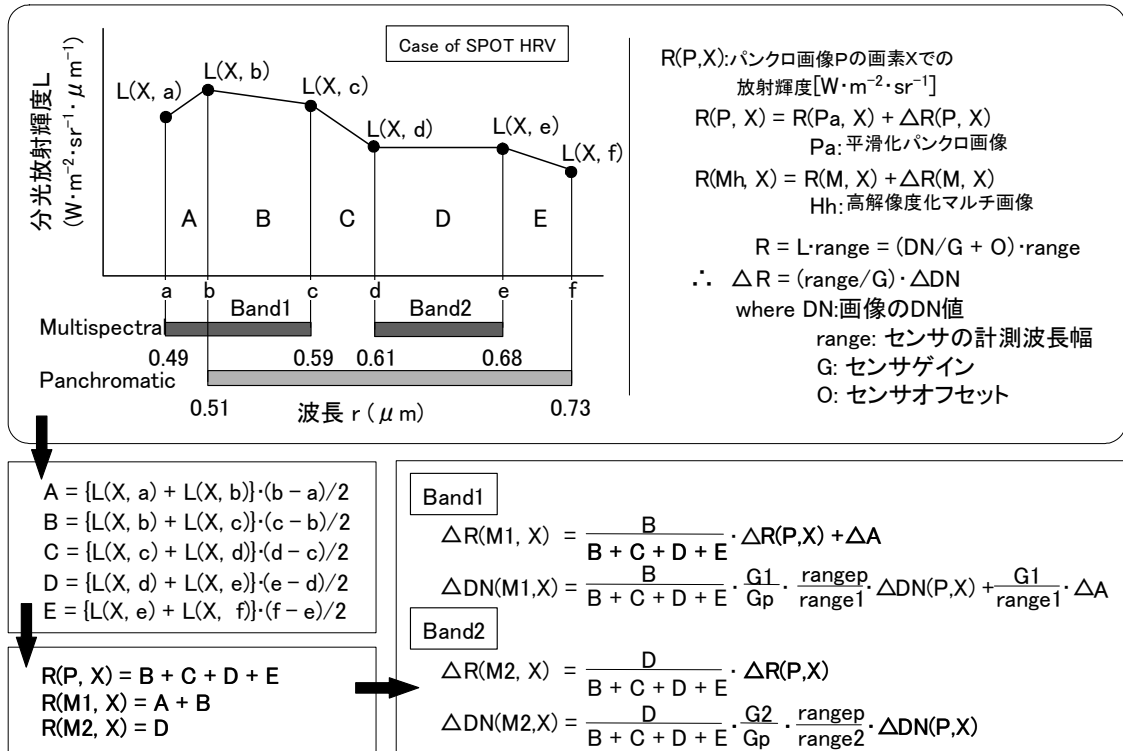 Case of SPOT HRV
分光放射輝度L
(W・m⁻²・sr⁻¹・μm⁻¹)
L(X, a)
L(X, b)
L(X, c)
L(X, d)
L(X, e)
L(X, f)
A B C D E
a b c d e f
Band1 Band2
Multispectral
0.49 0.59 0.61 0.68
Panchromatic
0.51 波長 r ( μm) 0.73
R(P,X):パンクロ画像Pの画素Xでの
放射輝度[W・m⁻²・sr⁻¹]
R(P, X) = R(Pa, X) + △R(P, X)
Pa: 平滑化パンクロ画像
R(Mh, X) = R(M, X) + △R(M, X)
Hh: 高解像度化マルチ画像
R = L・range = (DN/G + O)・range
∴ △R = (range/G)・△DN
where DN:画像のDN値
range: センサの計測波長幅
G: センサゲイン
O: センサオフセット
A = {L(X, a) + L(X, b)}・(b − a)/2
B = {L(X, b) + L(X, c)}・(c − b)/2
C = {L(X, c) + L(X, d)}・(d − c)/2
D = {L(X, d) + L(X, e)}・(e − d)/2
E = {L(X, e) + L(X, f)}・(f − e)/2
R(P, X) = B + C + D + E
R(M1, X) = A + B
R(M2, X) = D
Band1
△R(M1, X) = B / B + C + D + E ・△R(P,X) + △A
△DN(M1,X) = B / B + C + D + E ・ G1 / Gp ・ rangep / range1 ・△DN(P,X) + G1 / range1 ・△A
Band2
△R(M2, X) = D / B + C + D + E ・△R(P,X)
△DN(M2,X) = D / B + C + D + E ・ G2 / Gp ・ rangep / range2 ・△DN(P,X)